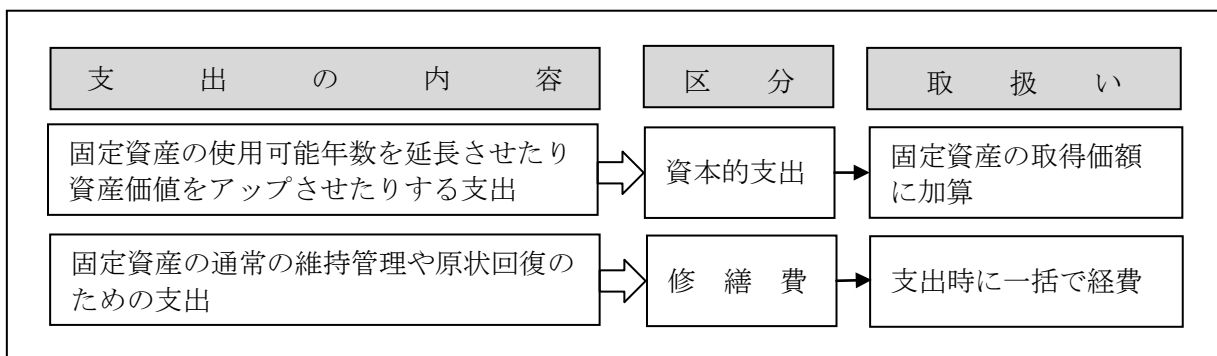 支出の内容
区分
取扱い
固定資産の使用可能年数を延長させたり
資産価値をアップさせたりする支出
資本的支出
固定資産の取得価額
に加算
固定資産の通常の維持管理や原状回復の
ための支出
修繕費
支出時に一括で経費